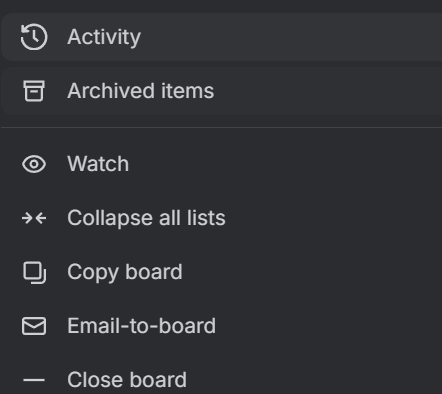 Activity
Archived items
Watch
Collapse all lists
Copy board
Email-to-board
Close board